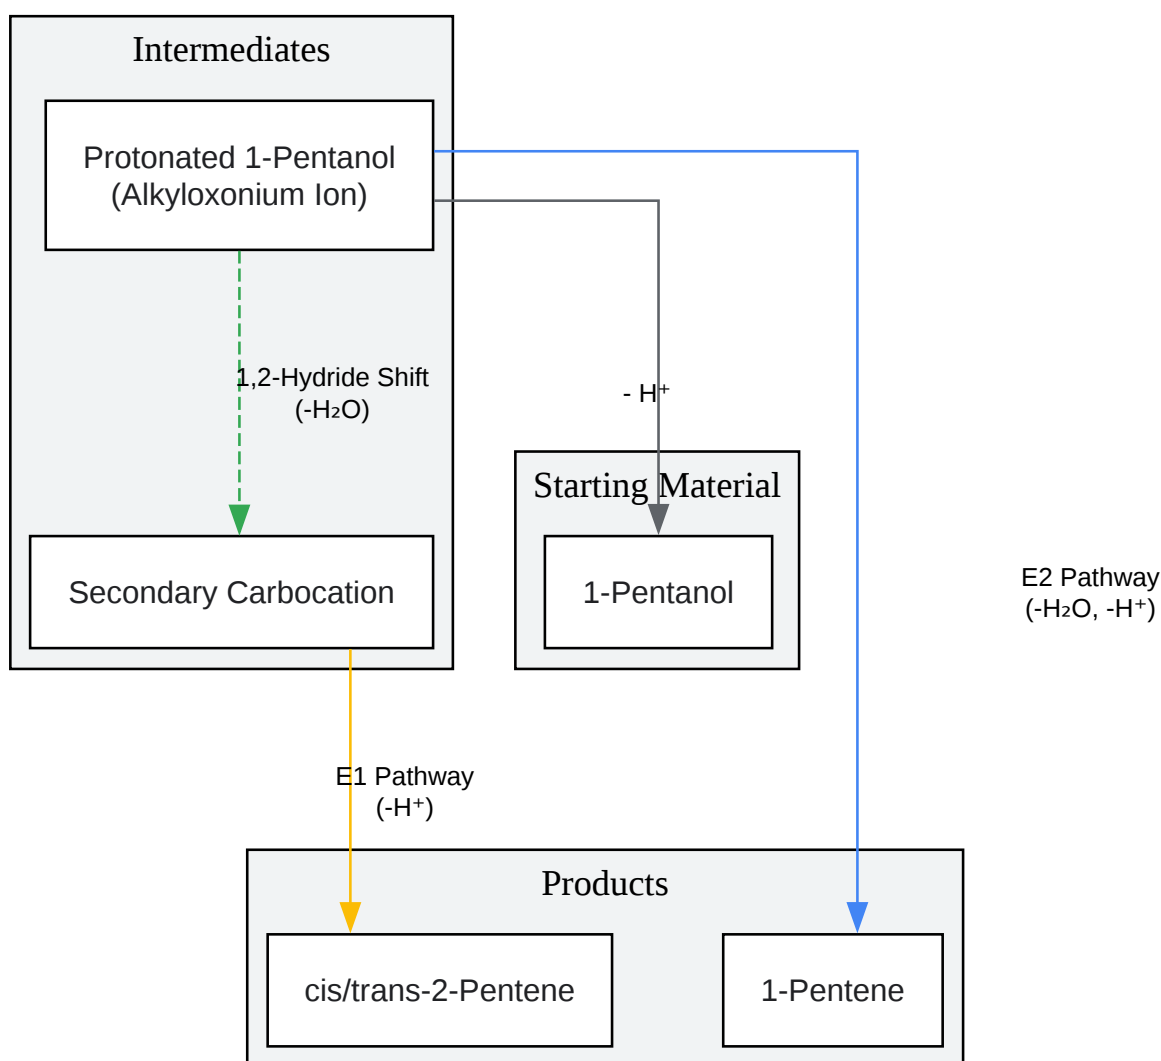 Intermediates
Protonated 1-Pentanol
(Alkyloxonium Ion)
1,2-Hydride Shift
(-H₂O)
- H⁺
Starting Material
Secondary Carbocation
1-Pentanol
E2 Pathway
(-H₂O, -H⁺)
E1 Pathway
(-H⁺)
Products
cis/trans-2-Pentene
1-Pentene